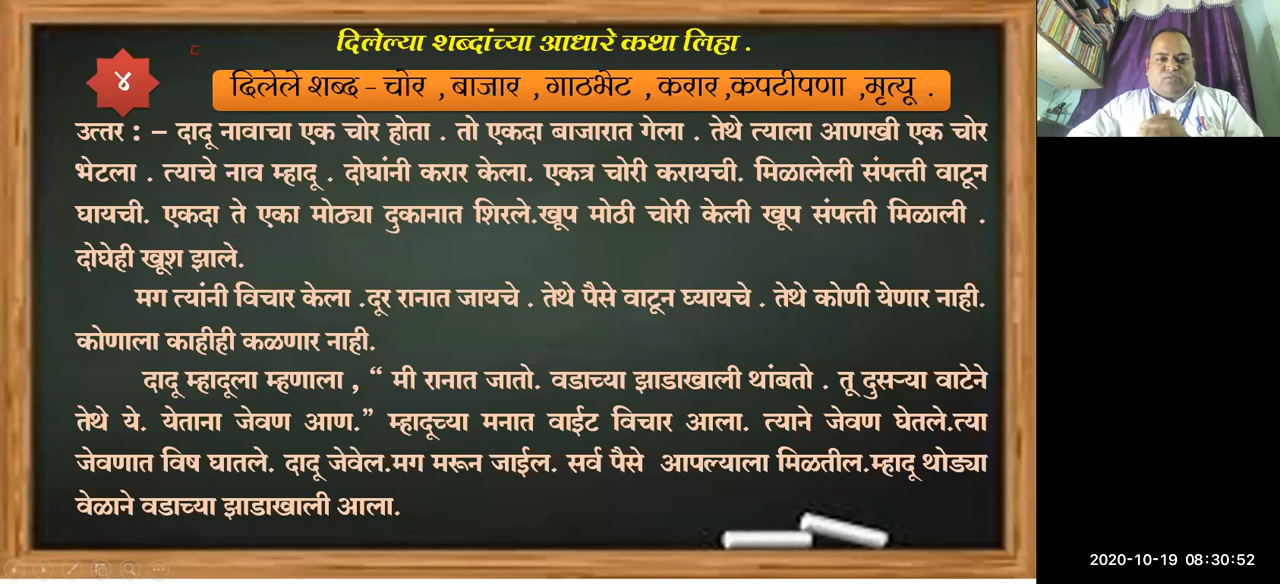 दिलेल्या शब्दांच्या आधारे कथा लिहा .
४
दिलेले शब्द - चोर , बाजार , गाठभेट , करार ,कपटीपणा ,मृत्यू .
उत्तर : – दादू नावाचा एक चोर होता . तो एकदा बाजारात गेला . तेथे त्याला आणखी एक चोर
भेटला . त्याचे नाव म्हादू . दोघांनी करार केला. एकत्र चोरी करायची. मिळालेली संपत्ती वाटून
घायची. एकदा ते एका मोठ्या दुकानात शिरले.खूप मोठी चोरी केली खूप संपत्ती मिळाली .
दोघेही खूश झाले.
मग त्यांनी विचार केला .दूर रानात जायचे . तेथे पैसे वाटून घ्यायचे . तेथे कोणी येणार नाही.
कोणाला काहीही कळणार नाही.
दादू म्हादूला म्हणाला , “ मी रानात जातो. वडाच्या झाडाखाली थांबतो . तू दुसऱ्या वाटेने
तेथे ये. येताना जेवण आण.” म्हादूच्या मनात वाईट विचार आला. त्याने जेवण घेतले.त्या
जेवणात विष घातले. दादू जेवेल.मग मरून जाईल. सर्व पैसे आपल्याला मिळतील.म्हादू थोड्या
वेळाने वडाच्या झाडाखाली आला.
2020-10-19 08:30:52